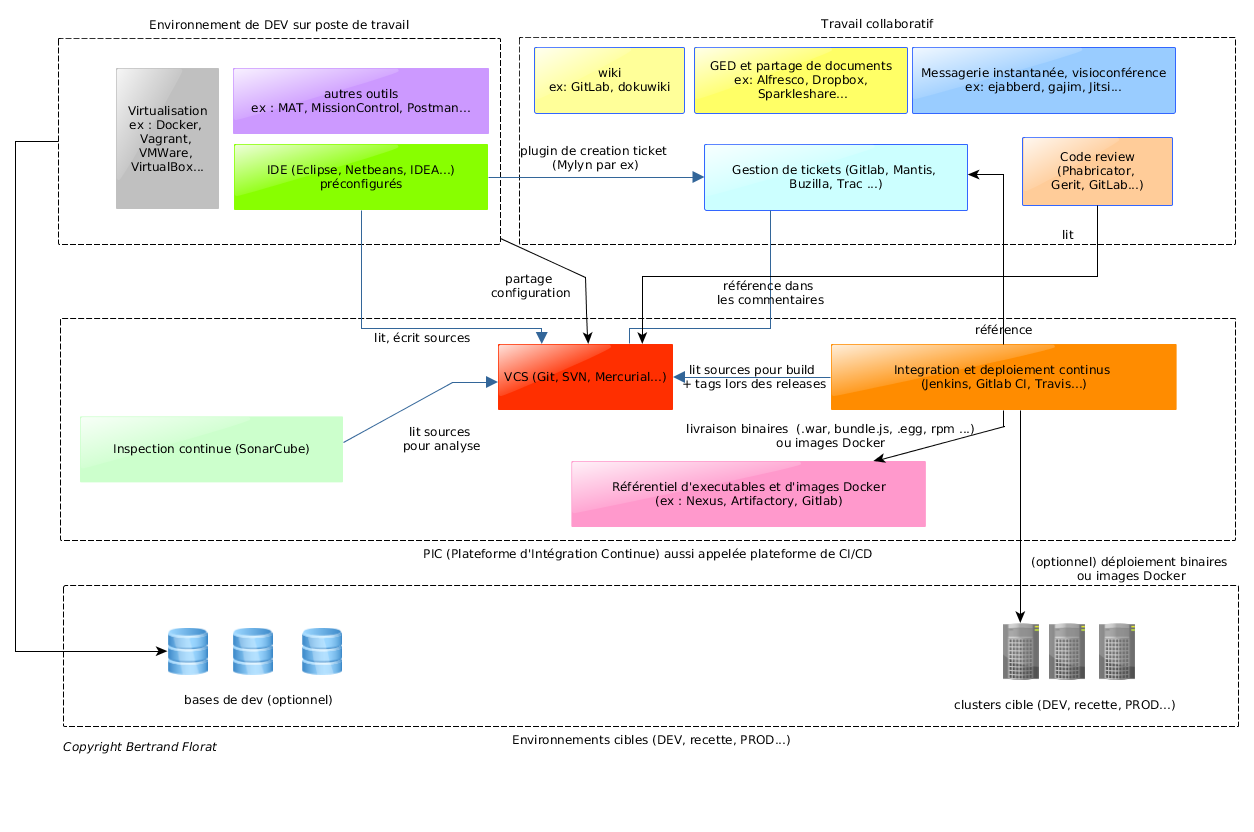 Environnement de DEV sur poste de travail
Travail collaboratif
Virtualisation
ex : Docker,
Vagrant,
VMWare,
VirtualBox...
autres outils
ex : MAT, MissionControl, Postman...
IDE (Eclipse, Netbeans, IDEA...)
préconfigurés
wiki
ex: GitLab, dokuwiki
GED et partage de documents
ex: Alfresco, Dropbox,
Sparkleshare...
Messagerie instantanée, visioconférence
ex: ejabberd, gajim, Jitsi...
plugin de creation ticket
(Mylyn par ex)
Gestion de tickets (Gitlab, Mantis,
Buzilla, Trac ...)
Code review
(Phabricator,
Gerit, GitLab...)
lit
partage
configuration
référence dans
les commentaires
lit, écrit sources
référence
VCS (Git, SVN, Mercurial...)
lit sources pour build
+ tags lors des releases
Integration et deploiement continus
(Jenkins, Gitlab CI, Travis...)
Inspection continue (SonarCube)
lit sources
pour analyse
livraison binaires  (.war, bundle.js, .egg, rpm ...)
ou images Docker
Référentiel d'executables et d'images Docker
(ex : Nexus, Artifactory, Gitlab)
PIC (Plateforme d'Intégration Continue) aussi appelée plateforme de CI/CD
(optionnel) déploiement binaires
ou images Docker
bases de dev (optionnel)
clusters cible (DEV, recette, PROD...)
Environnements cibles (DEV, recette, PROD...)
Copyright Bertrand Florat